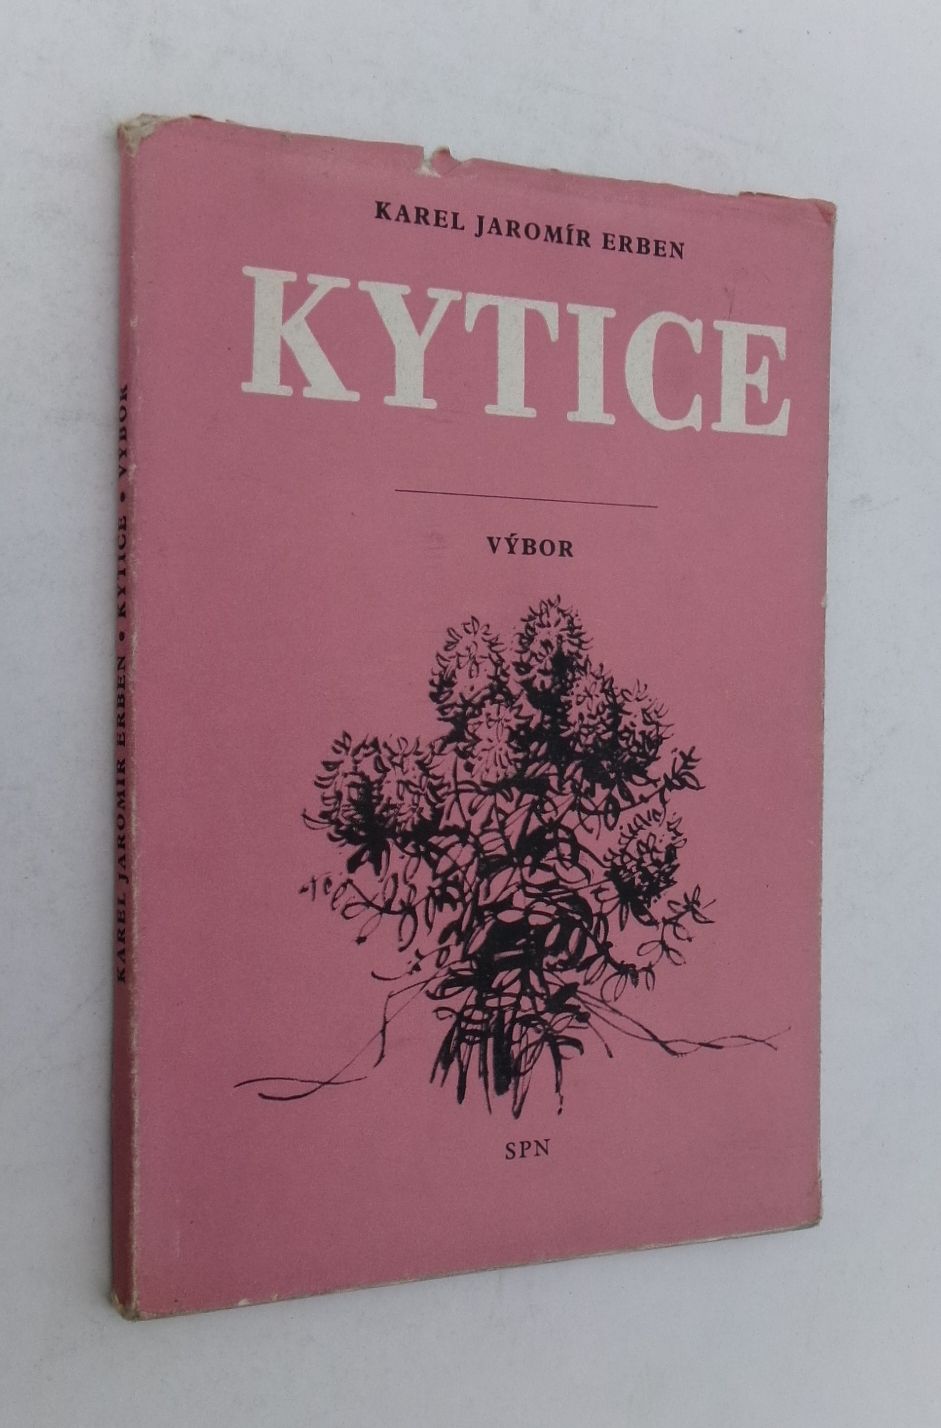 KAREL JAROMÍR ERBEN
KYTICE
VÝBOR
SPN
KAREL JAROMÍR ERBEN • KYTICE • VÝBOR